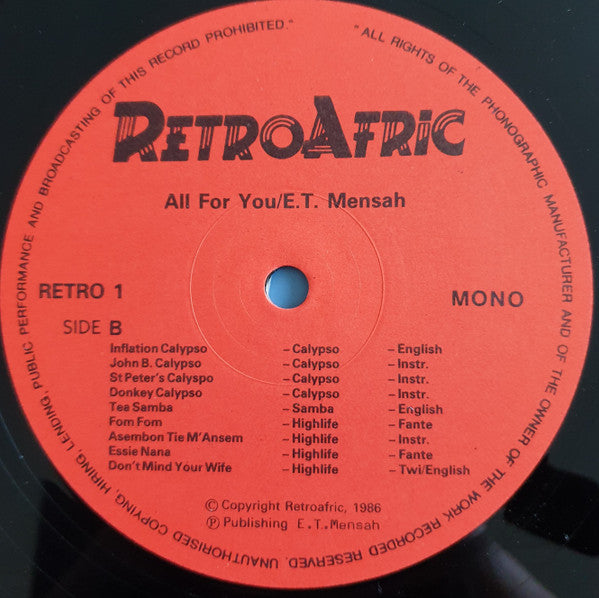 "ALL RIGHTS OF THE PHONOGRAPHIC MANUFACTURER AND OF THE OWNER OF THE WORK RECORDED RESERVED. UNAUTHORISED COPYING, HIRING, LENDING, PUBLIC PERFORMANCE AND BROADCASTING OF THIS RECORD PROHIBITED."
RETROAFRIC
All For You/E.T. Mensah
RETRO 1
MONO
SIDE B
Inflation Calypso – Calypso – English
John B. Calypso – Calypso – Instr.
St Peter's Calyspo – Calypso – Instr.
Donkey Calypso – Calypso – Instr.
Tea Samba – Samba – English
Fom Fom – Highlife – Fante
Asembon Tie M'Ansem – Highlife – Instr.
Essie Nana – Highlife – Fante
Don't Mind Your Wife – Highlife – Twi/English
© Copyright Retroafric, 1986
℗ Publishing E.T.Mensah